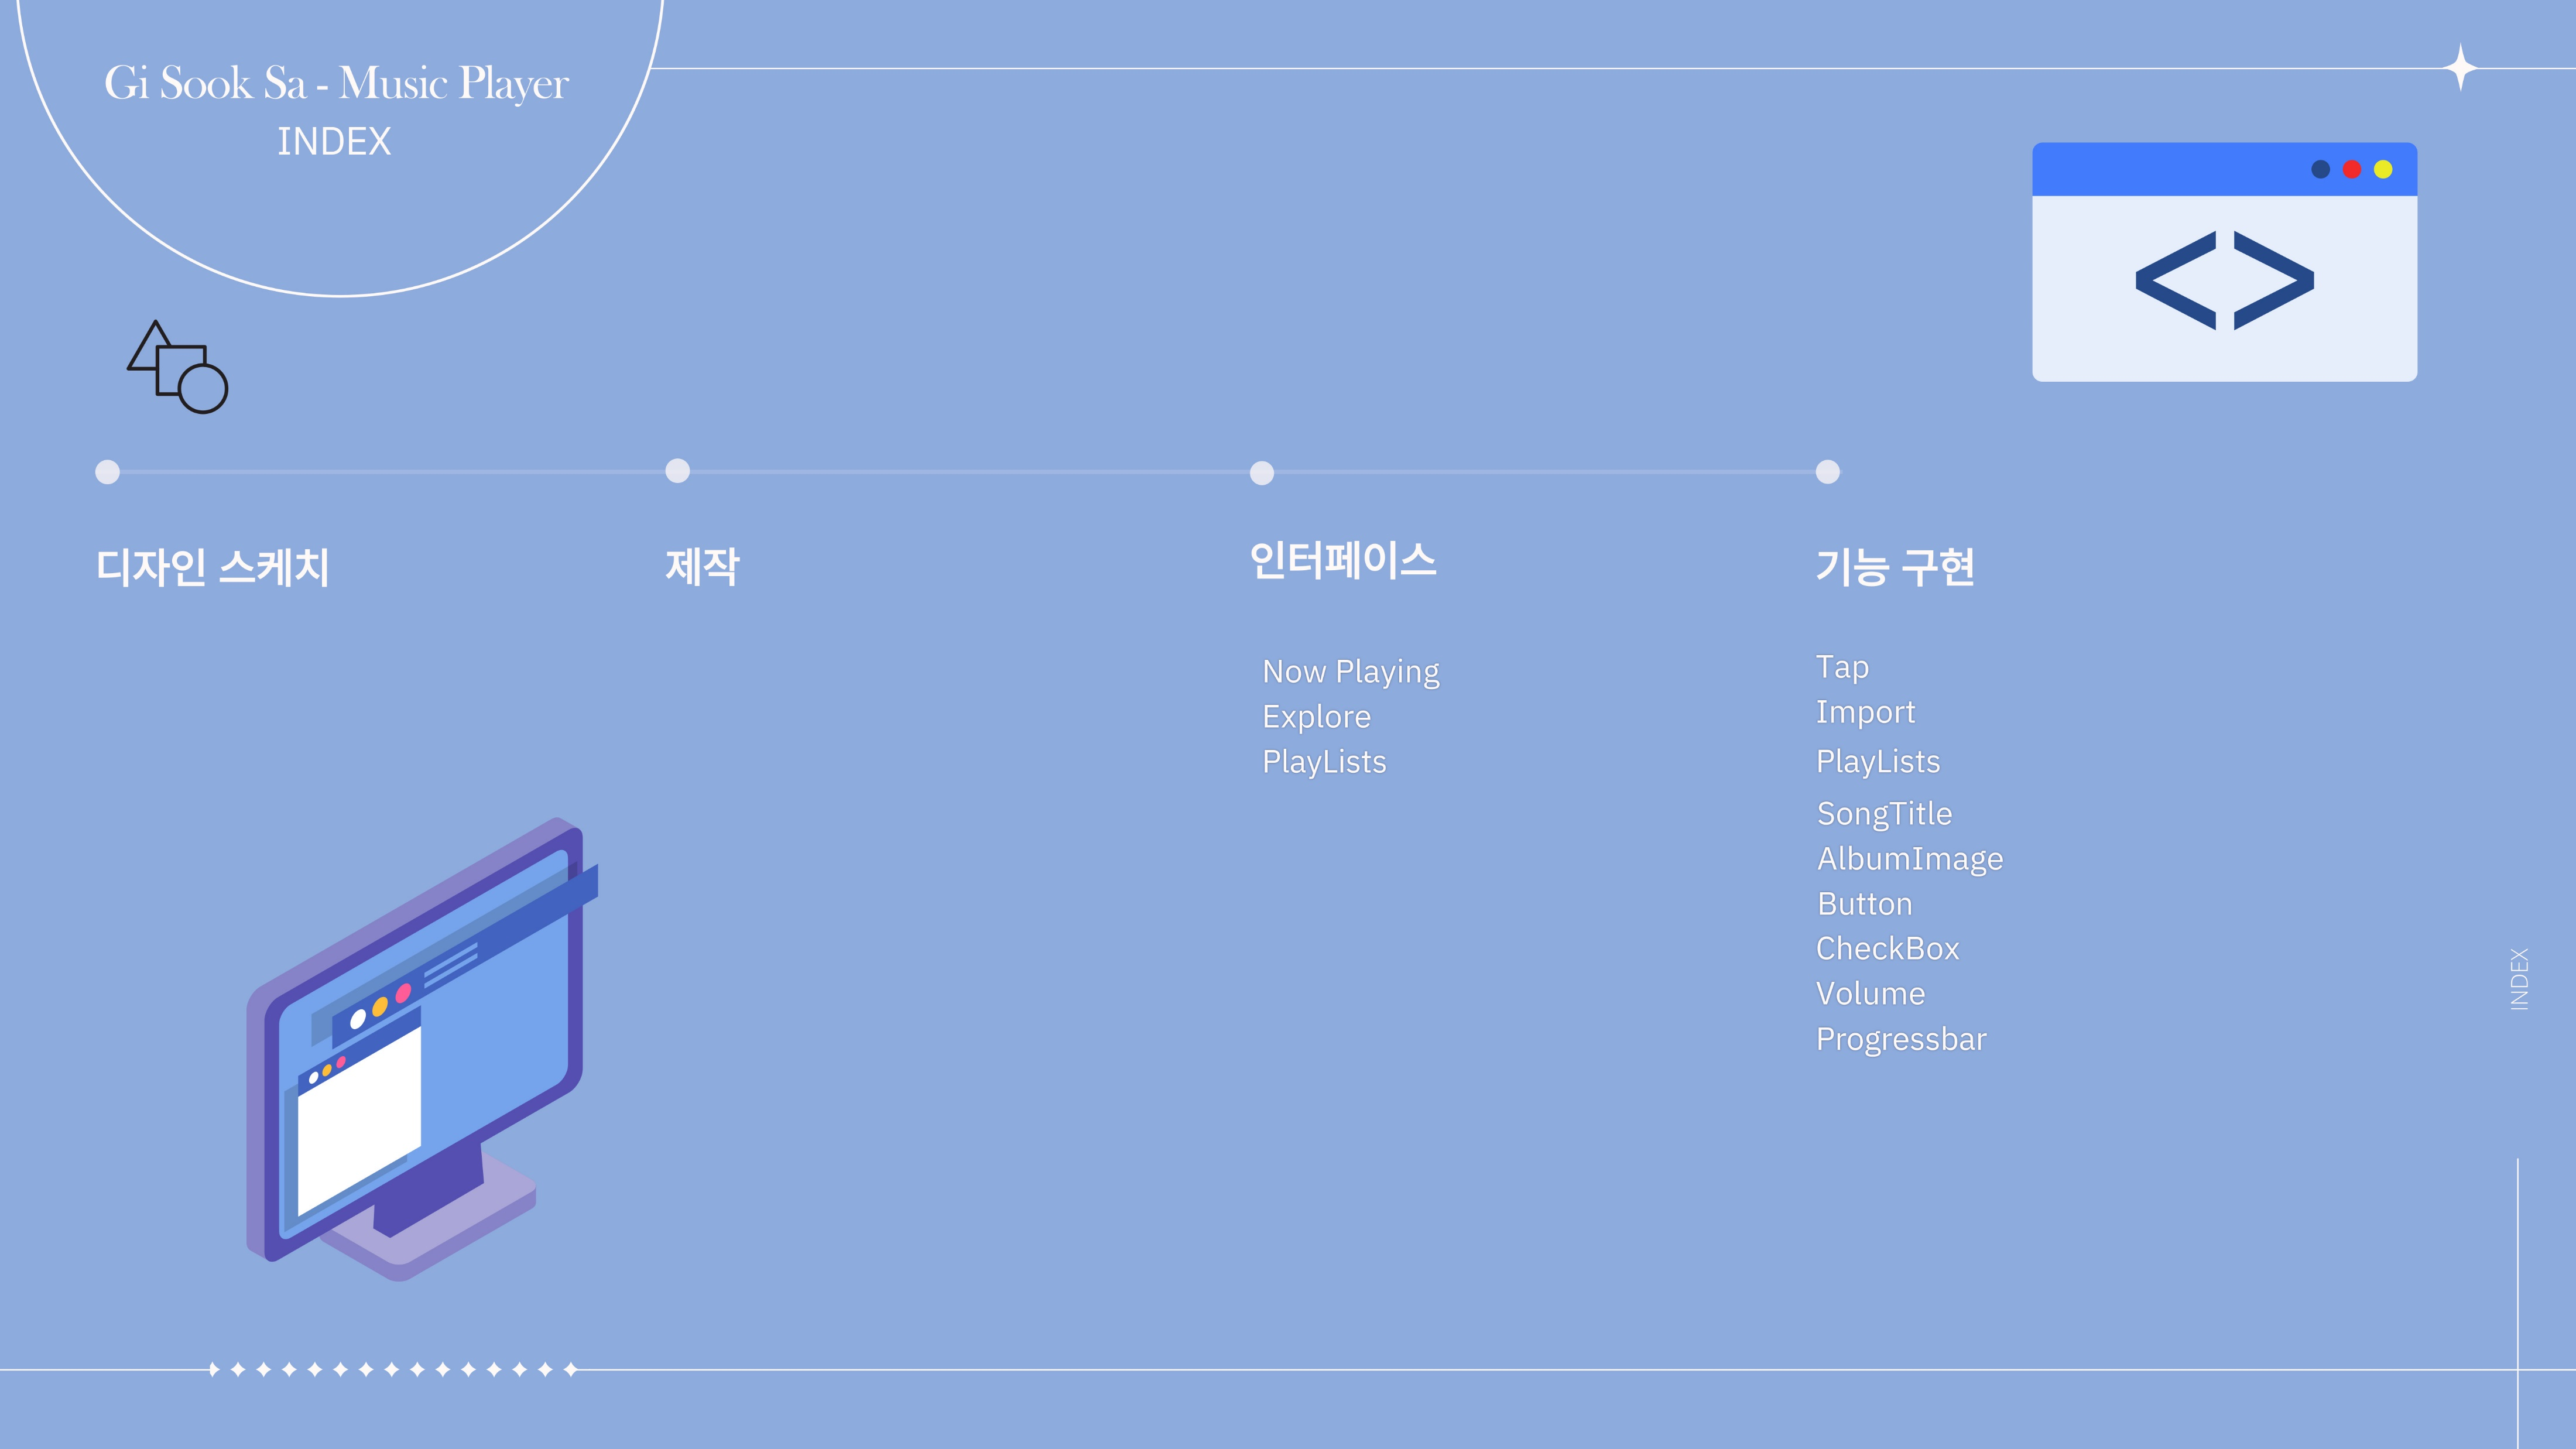 Gi Sook Sa - Music Player
INDEX
<>
디자인 스케치
제작
인터페이스
Now Playing
Explore
PlayLists
기능 구현
Tap
Import
PlayLists
SongTitle
AlbumImage
Button
CheckBox
Volume
Progressbar
INDEX